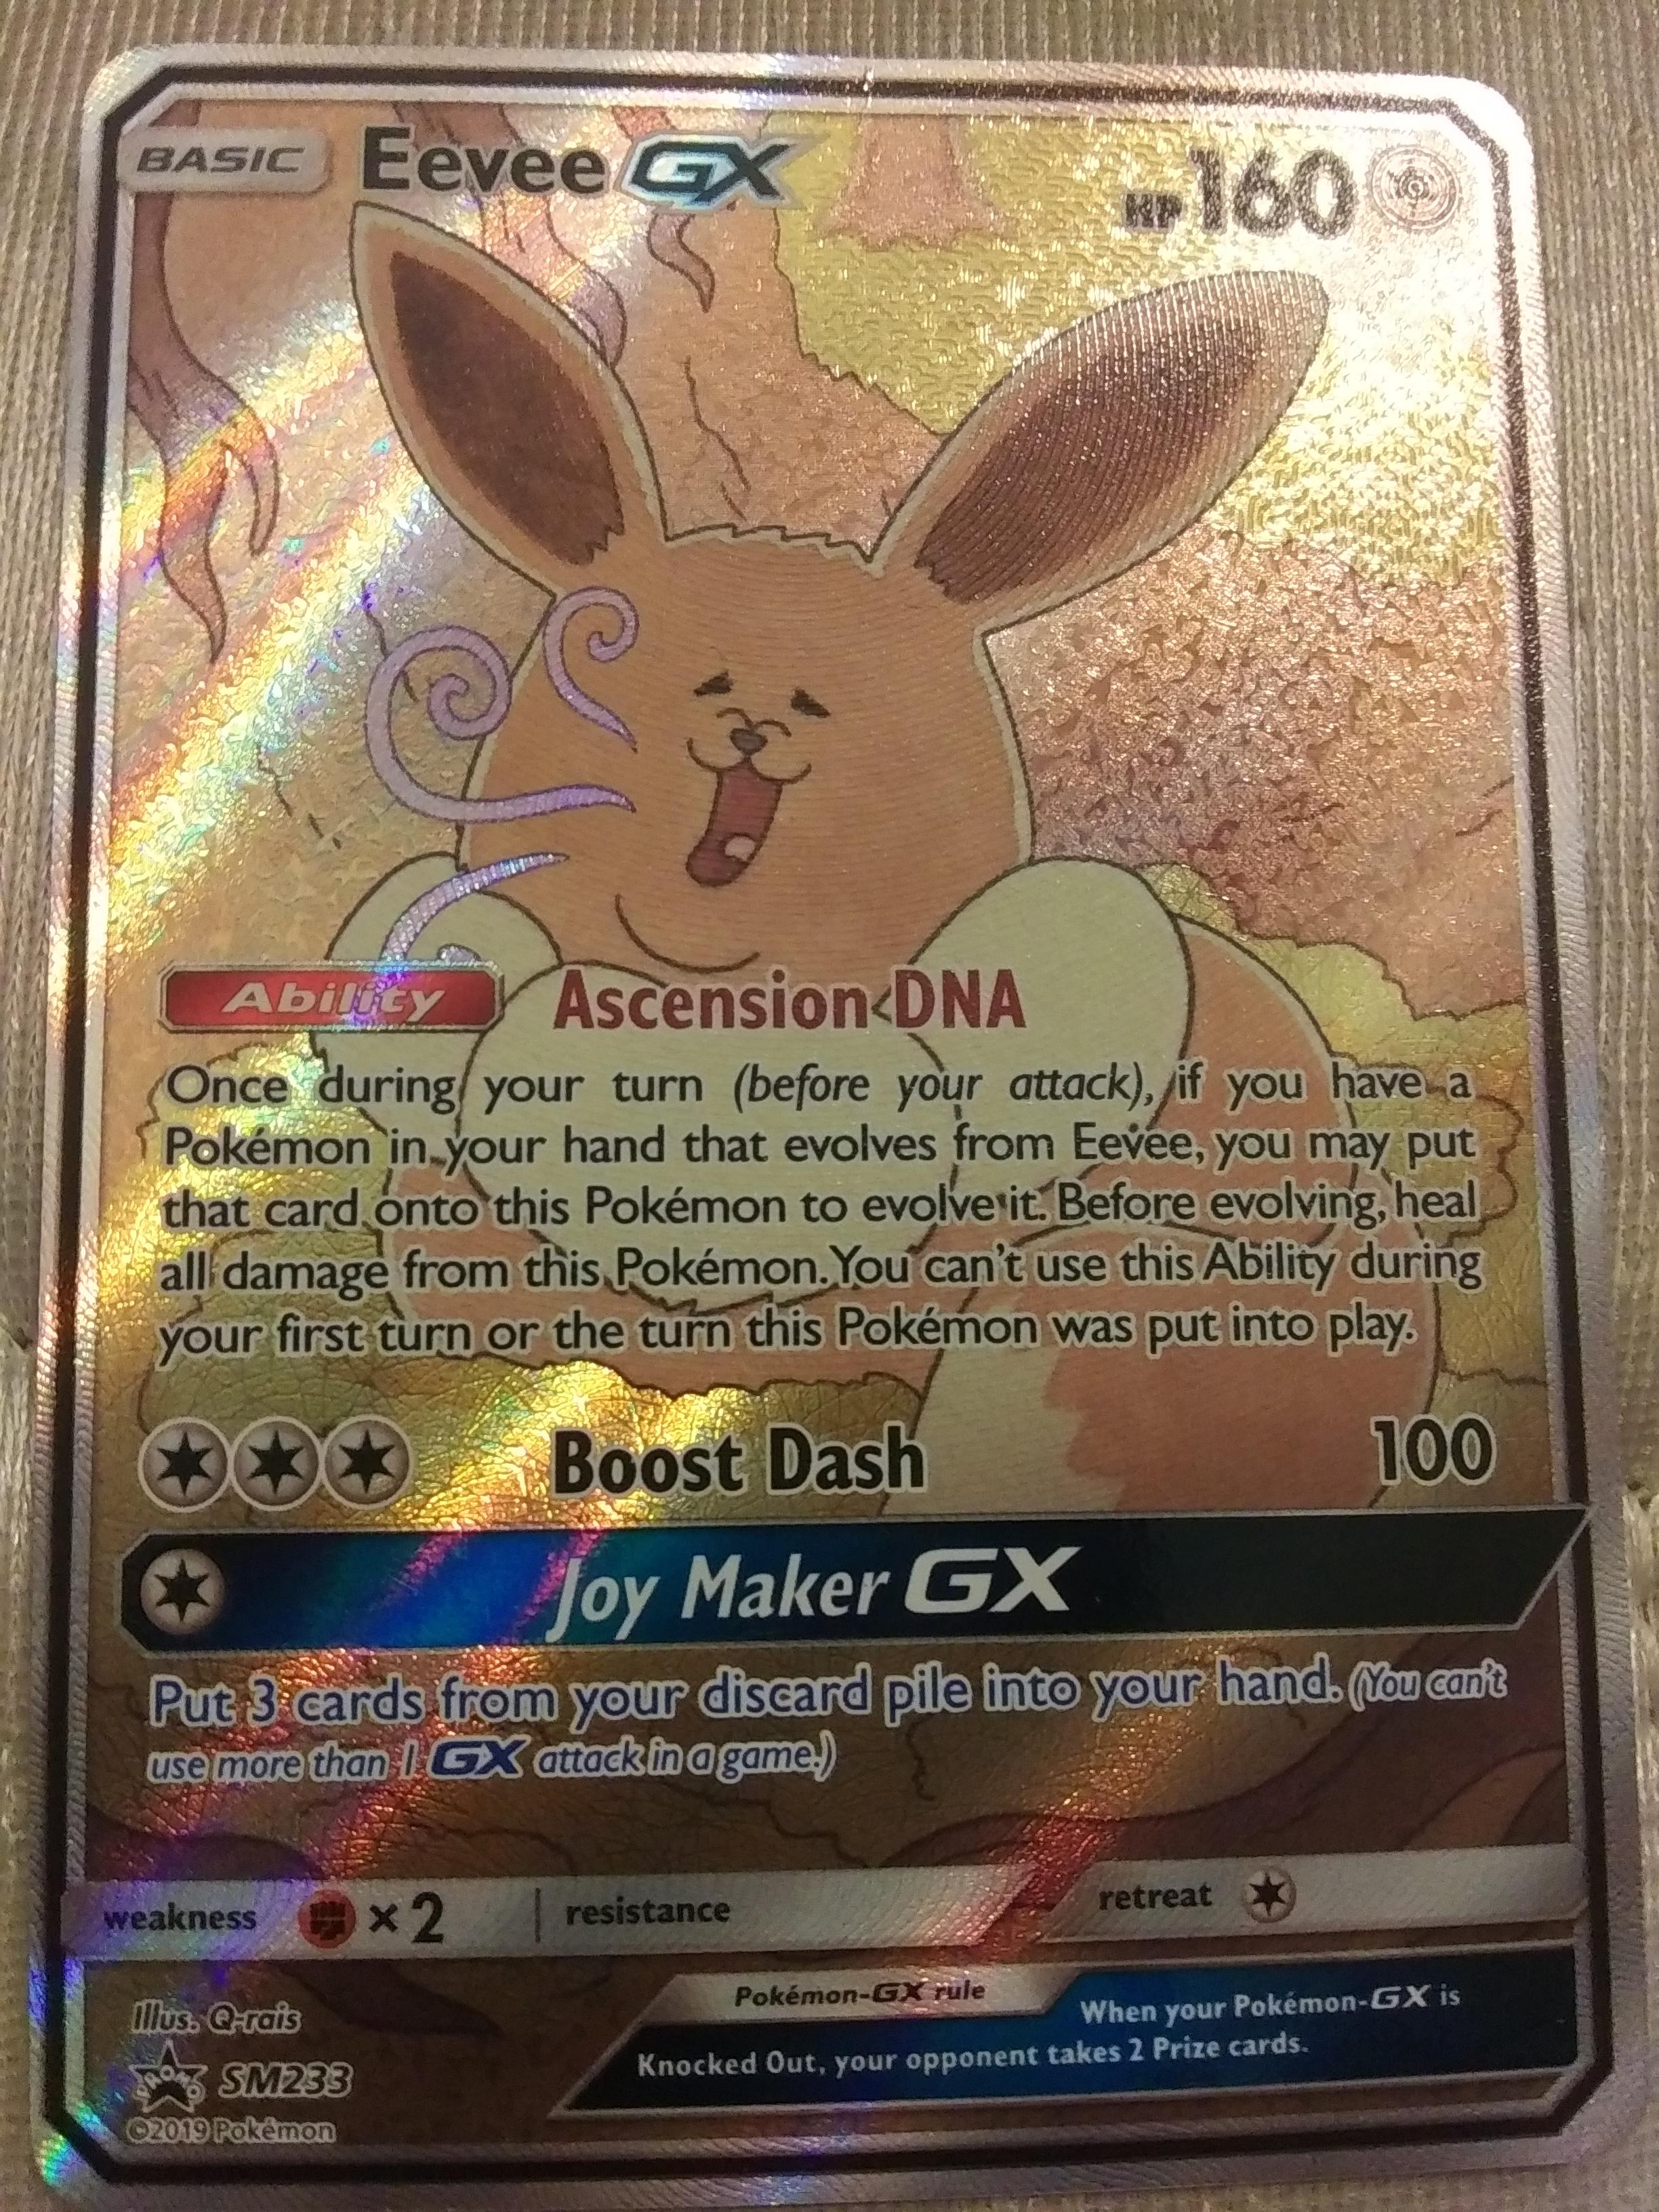 BASIC Eevee GX HP 160
Ability Ascension DNA
Once during your turn (before your attack), if you have a
Pokémon in your hand that evolves from Eevee, you may put
that card onto this Pokémon to evolve it. Before evolving, heal
all damage from this Pokémon. You can't use this Ability during
your first turn or the turn this Pokémon was put into play.
Boost Dash 100
Joy Maker GX
Put 3 cards from your discard pile into your hand. (You can't
use more than 1 GX attack in a game.)
weakness ×2 resistance retreat
Illus. Q-rais
PROMO SM233
©2019 Pokémon
Pokémon-GX rule
When your Pokémon-GX is
Knocked Out, your opponent takes 2 Prize cards.